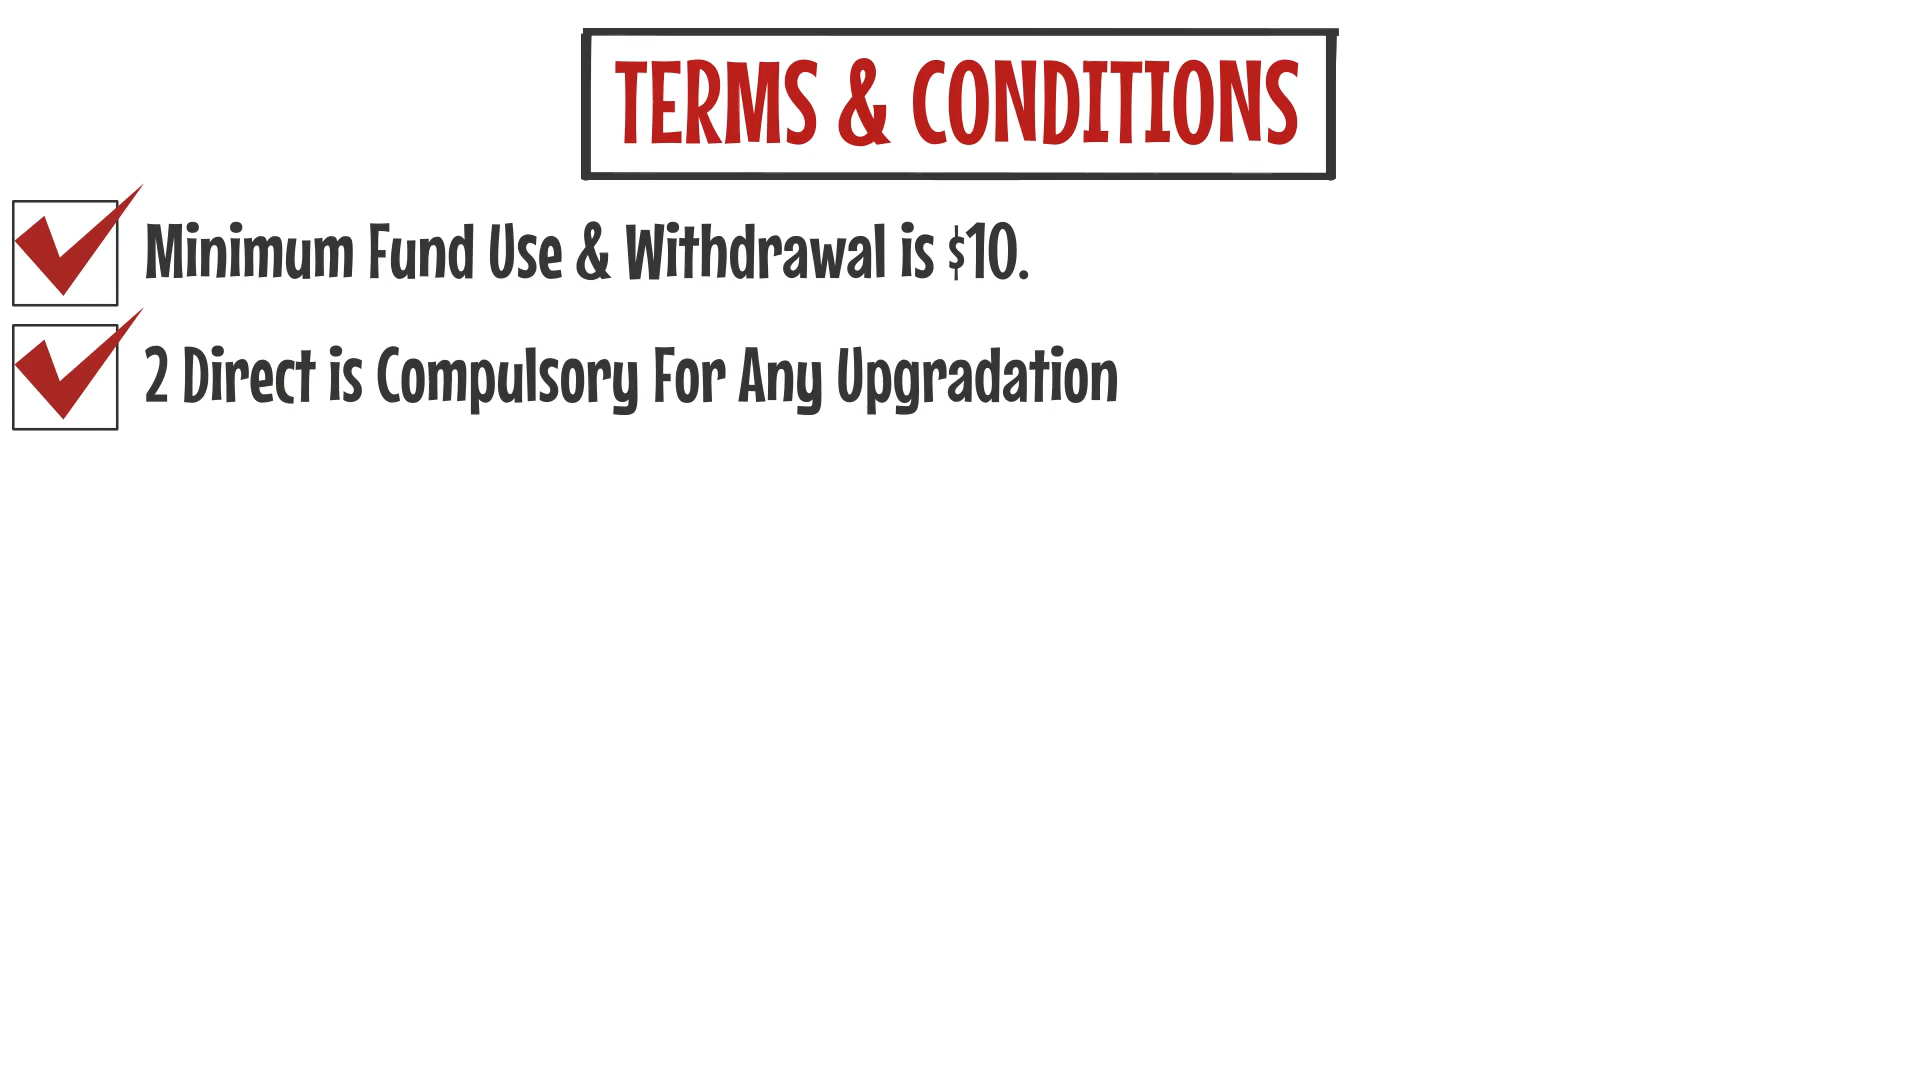 TERMS & CONDITIONS
Minimum Fund Use & Withdrawal is $10.
2 Direct is Compulsory For Any Upgradation